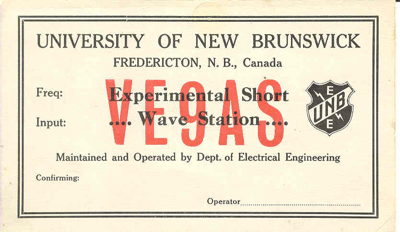 UNIVERSITY OF NEW BRUNSWICK
FREDERICTON, N. B., Canada
VE9AS
Freq: Experimental Short
Input: .... Wave Station ....
E
UNB
E
E
Maintained and Operated by Dept. of Electrical Engineering
Confirming:
Operator